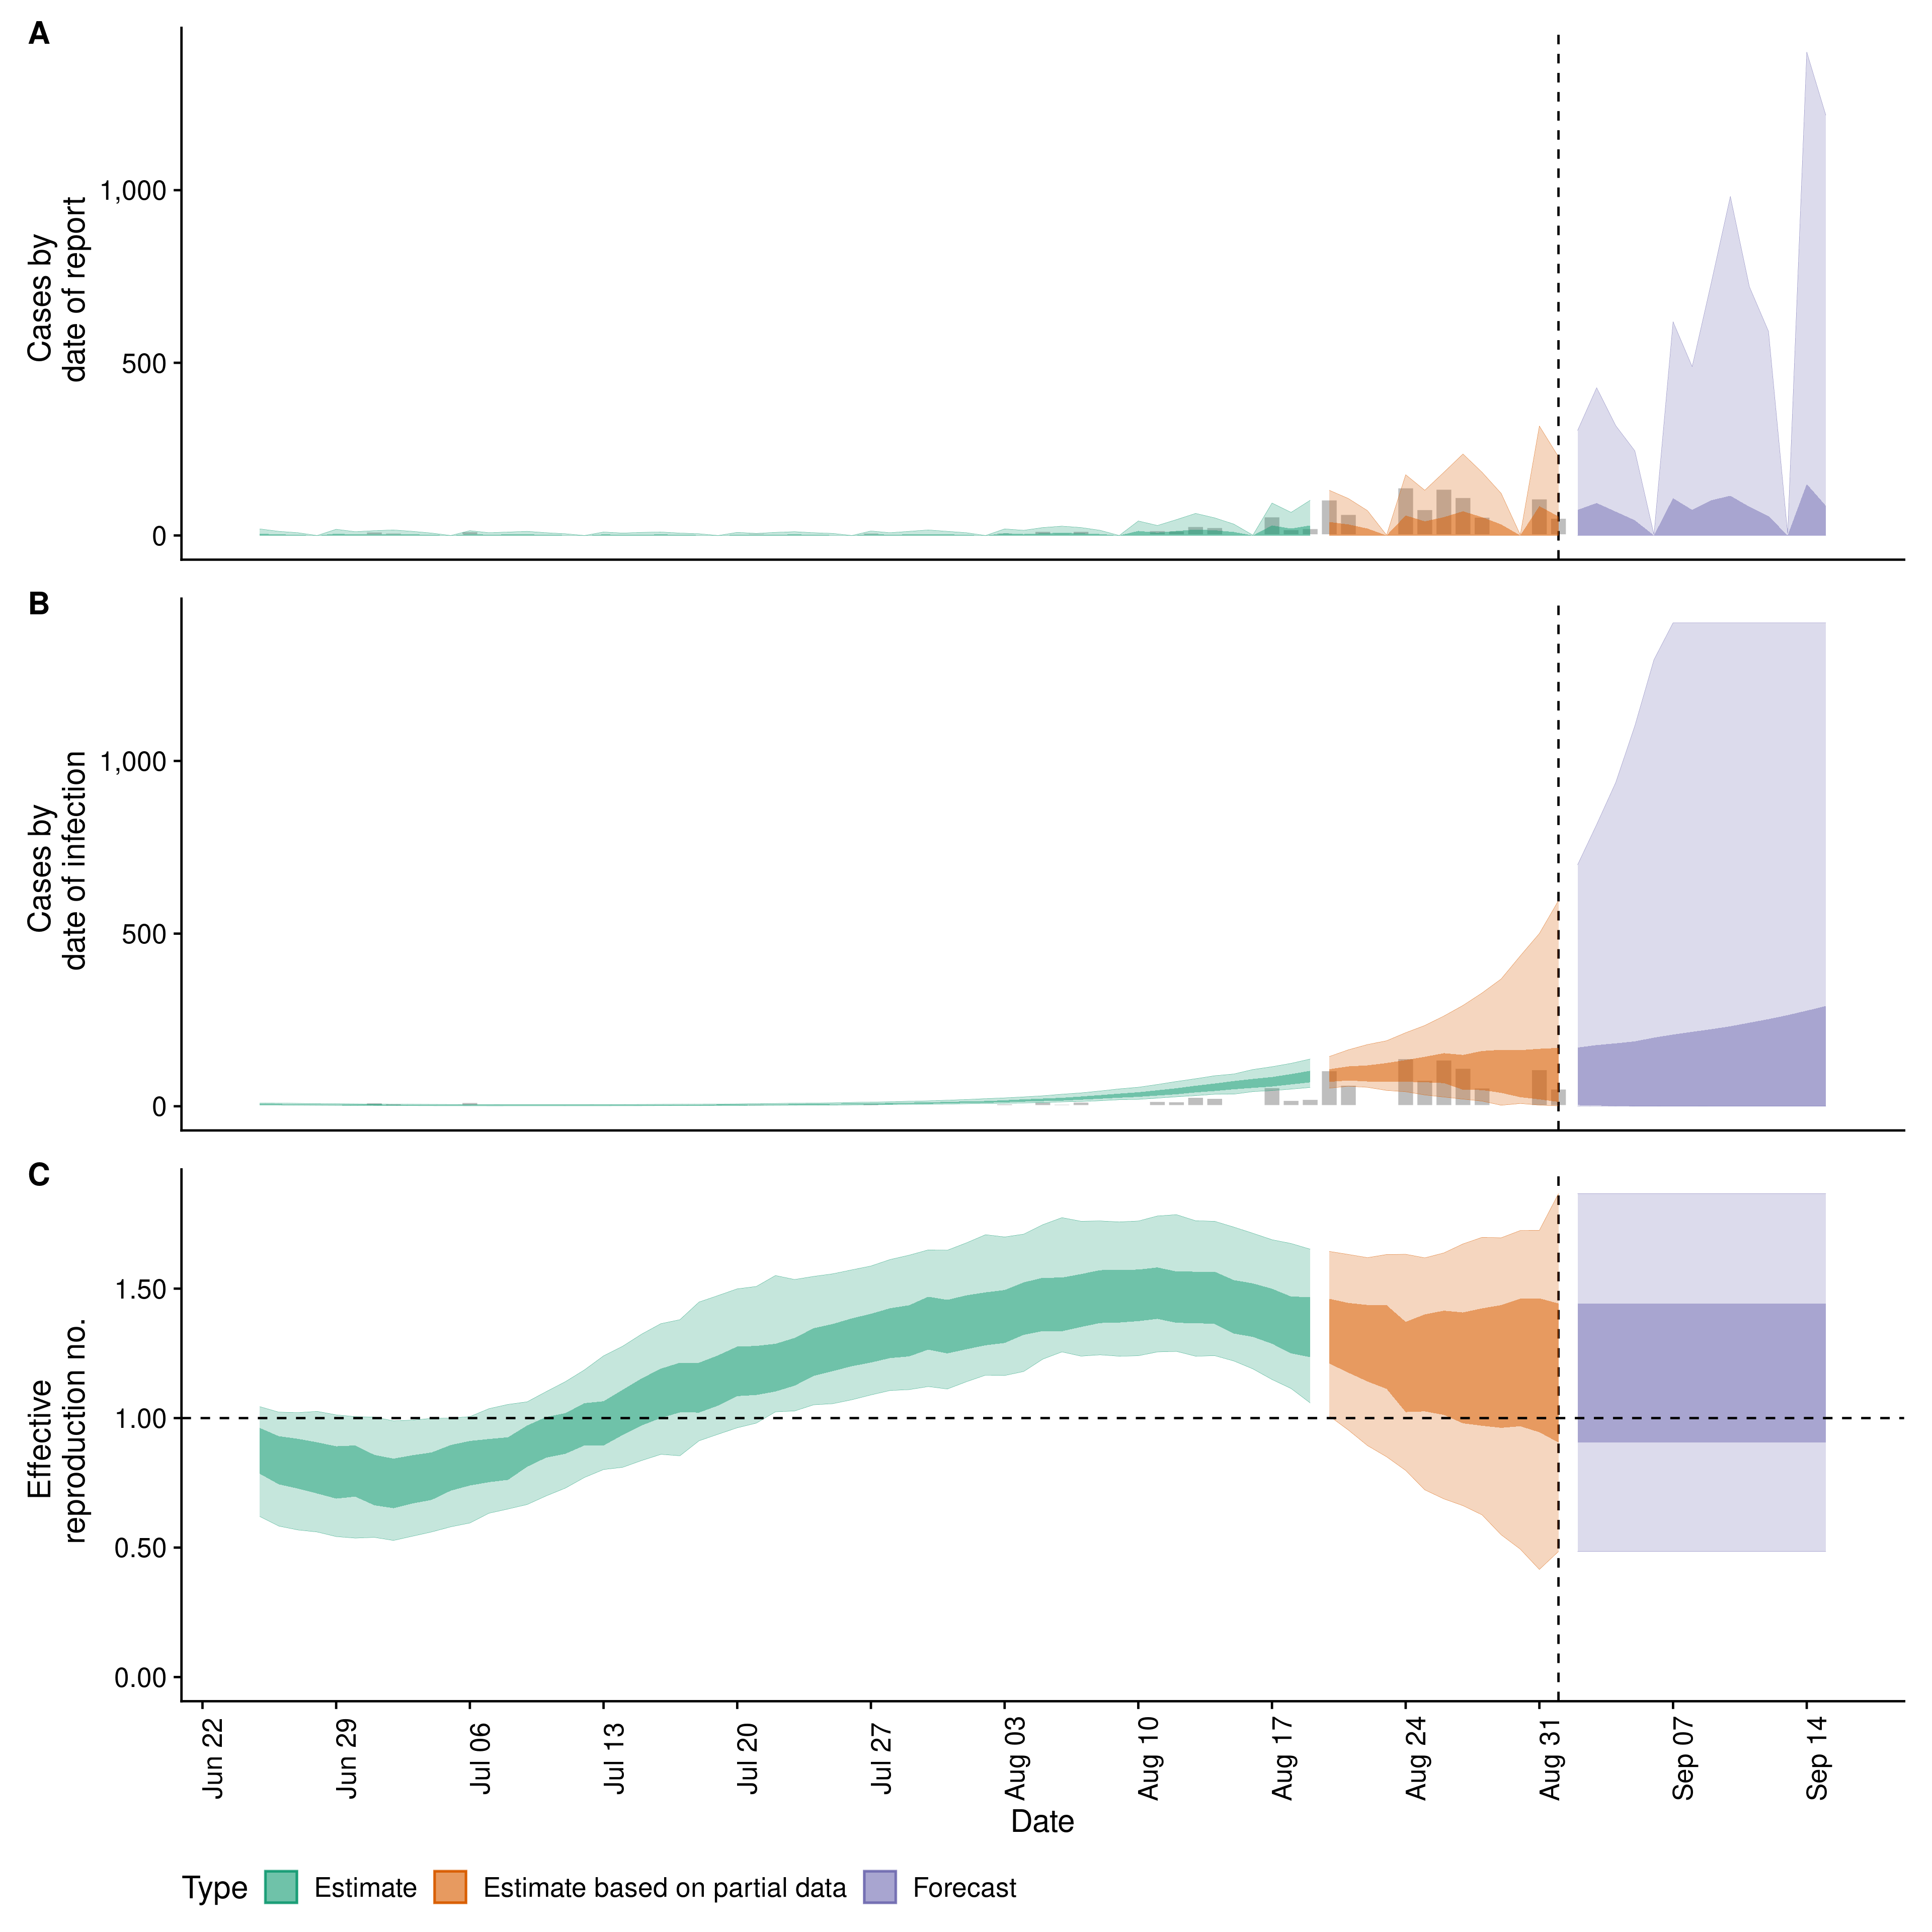 A
Cases by
date of report
1,000
500
0
B
Cases by
date of infection
1,000
500
0
C
Effective
reproduction no.
1.50
1.00
0.50
0.00
Jun 22
Jun 29
Jul 06
Jul 13
Jul 20
Jul 27
Aug 03
Aug 10
Aug 17
Aug 24
Aug 31
Sep 07
Sep 14
Date
Type Estimate Estimate based on partial data Forecast